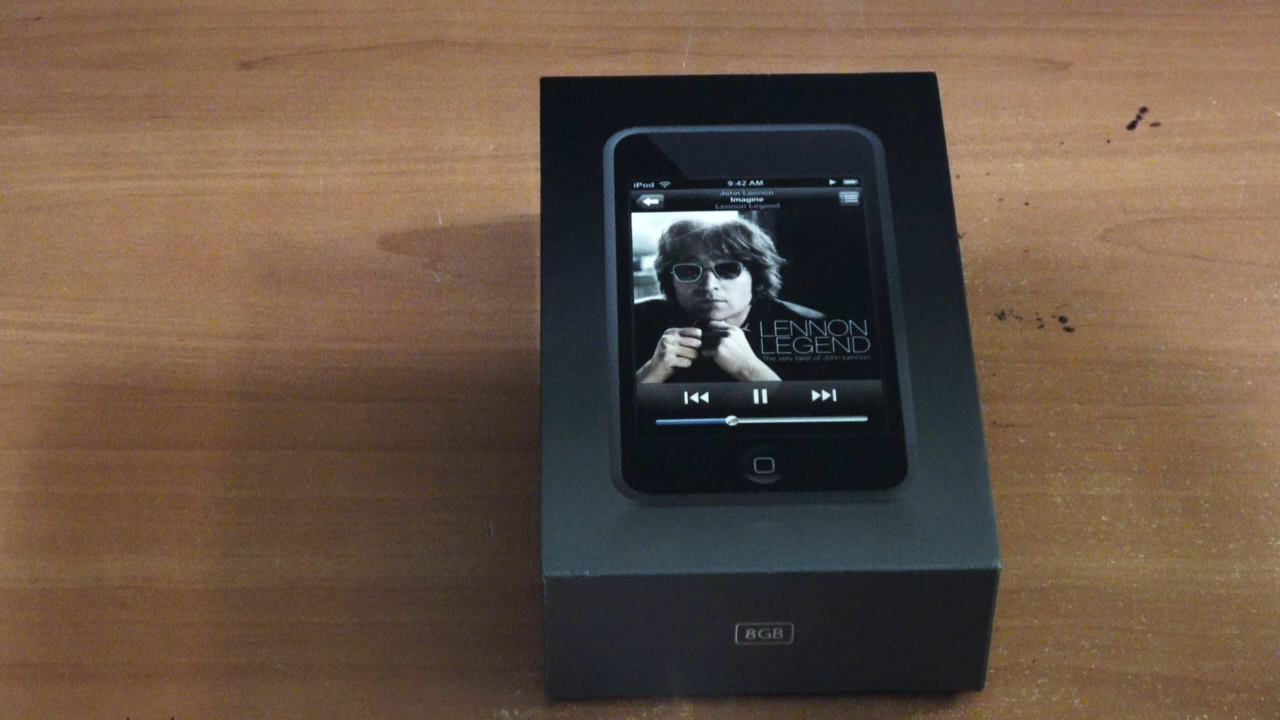 iPod 9:42 AM
John Lennon
Imagine
Lennon Legend
LENNON
LEGEND
The very best of John Lennon
8GB